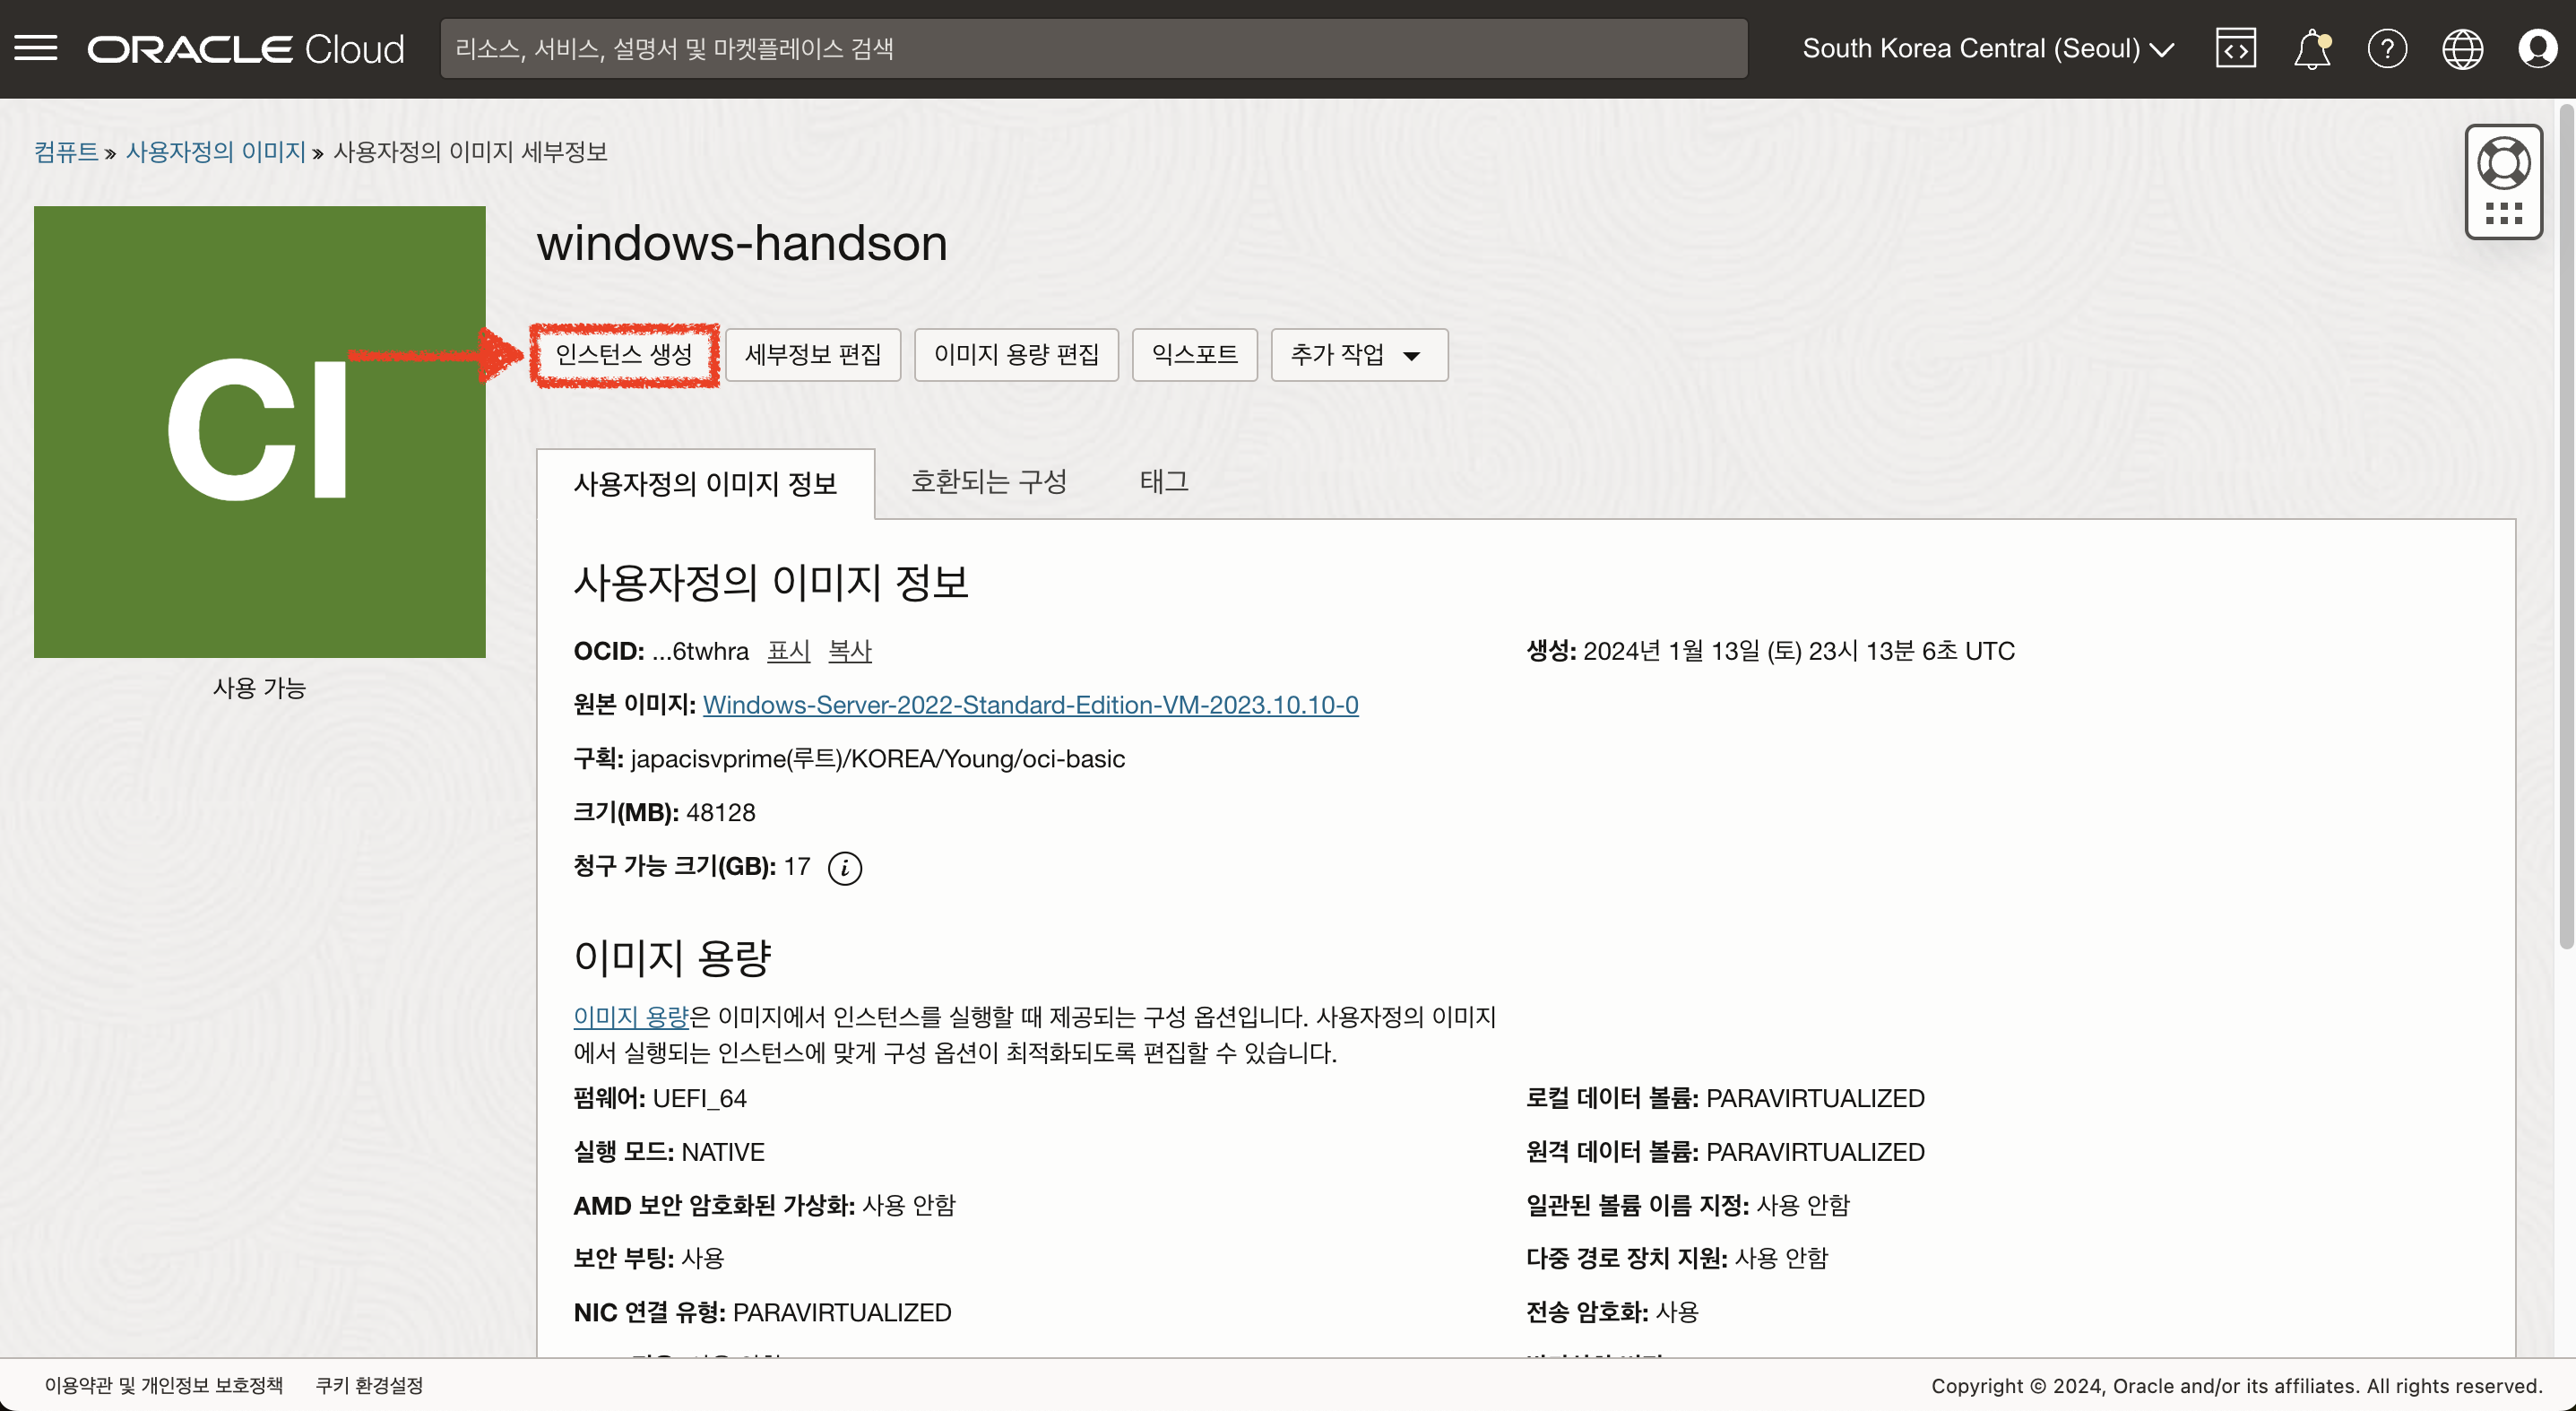 ORACLE Cloud
리소스, 서비스, 설명서 및 마켓플레이스 검색
South Korea Central (Seoul)
컴퓨트 » 사용자정의 이미지 » 사용자정의 이미지 세부정보
CI
사용 가능
windows-handson
인스턴스 생성 세부정보 편집 이미지 용량 편집 익스포트 추가 작업
사용자정의 이미지 정보 호환되는 구성 태그
사용자정의 이미지 정보
OCID: ...6twhra 표시 복사
생성: 2024년 1월 13일 (토) 23시 13분 6초 UTC
원본 이미지: Windows-Server-2022-Standard-Edition-VM-2023.10.10-0
구획: japacisvprime(루트)/KOREA/Young/oci-basic
크기(MB): 48128
청구 가능 크기(GB): 17
이미지 용량
이미지 용량은 이미지에서 인스턴스를 실행할 때 제공되는 구성 옵션입니다. 사용자정의 이미지
에서 실행되는 인스턴스에 맞게 구성 옵션이 최적화되도록 편집할 수 있습니다.
펌웨어: UEFI_64
로컬 데이터 볼륨: PARAVIRTUALIZED
실행 모드: NATIVE
원격 데이터 볼륨: PARAVIRTUALIZED
AMD 보안 암호화된 가상화: 사용 안함
일관된 볼륨 이름 지정: 사용 안함
보안 부팅: 사용
다중 경로 장치 지원: 사용 안함
NIC 연결 유형: PARAVIRTUALIZED
전송 암호화: 사용
이용약관 및 개인정보 보호정책 쿠키 환경설정
Copyright © 2024, Oracle and/or its affiliates. All rights reserved.